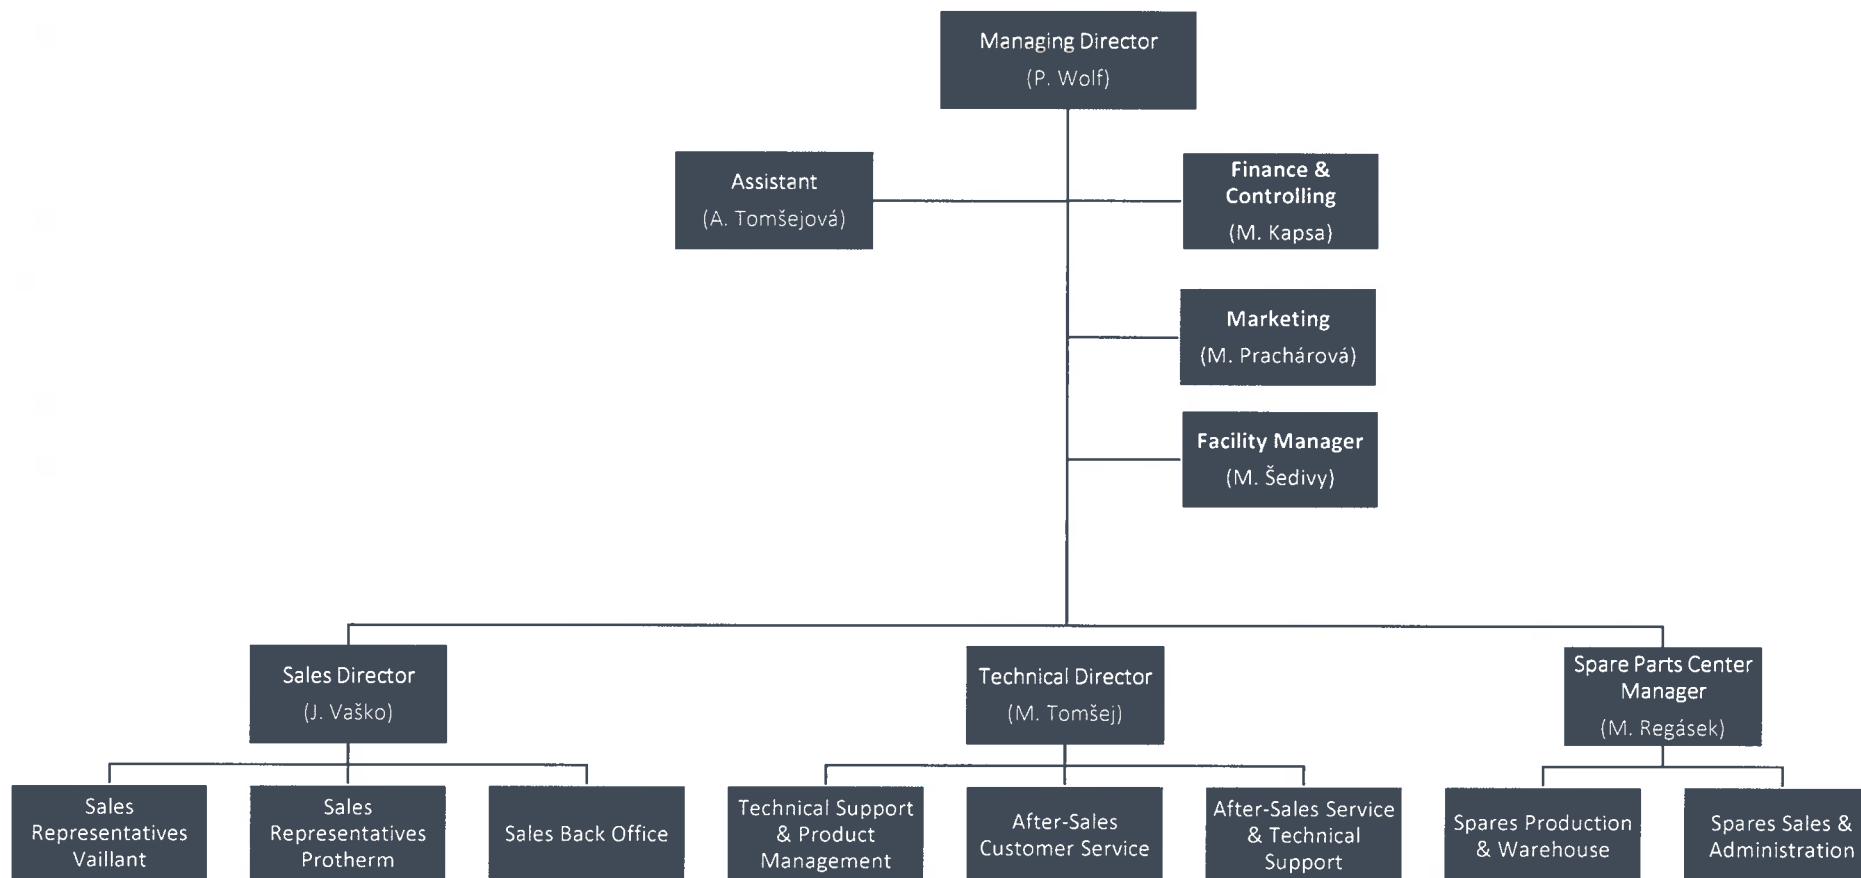 Managing Director
(P. Wolf)
Assistant
(A. Tomšejová)
Finance &
Controlling
(M. Kapsa)
Marketing
(M. Prachárová)
Facility Manager
(M. Šedivy)
Sales Director
(J. Vaško)
Technical Director
(M. Tomšej)
Spare Parts Center
Manager
(M. Regásek)
Sales
Representatives
Vaillant
Sales
Representatives
Protherm
Sales Back Office
Technical Support
& Product
Management
After-Sales
Customer Service
After-Sales Service
& Technical
Support
Spares Production
& Warehouse
Spares Sales &
Administration